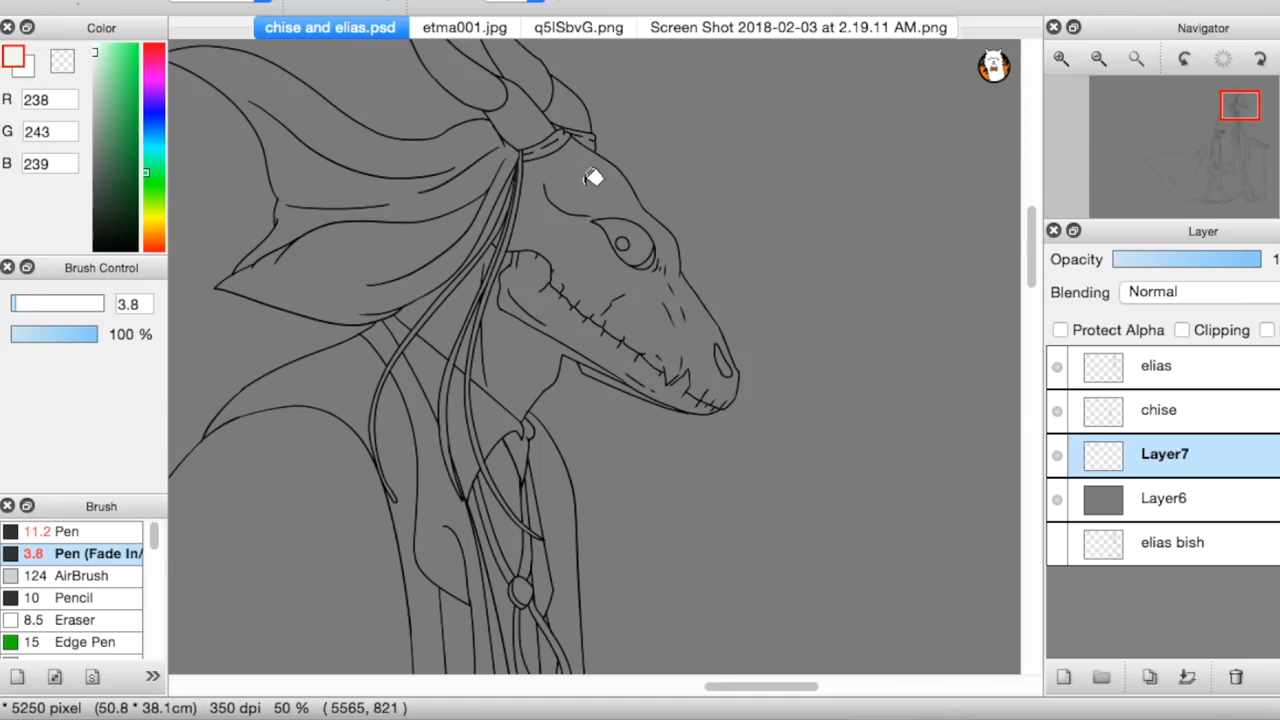 Color
chise and elias.psd
etma001.jpg
q5lSbvG.png
Screen Shot 2018-02-03 at 2.19.11 AM.png
Navigator
R 238
G 243
B 239
Brush Control
3.8
100 %
Brush
11.2 Pen
3.8 Pen (Fade In/
124 AirBrush
10 Pencil
8.5 Eraser
15 Edge Pen
Layer
Opacity 1
Blending Normal
Protect Alpha Clipping
elias
chise
Layer7
Layer6
elias bish
* 5250 pixel (50.8 * 38.1cm) 350 dpi 50 % ( 5565, 821 )